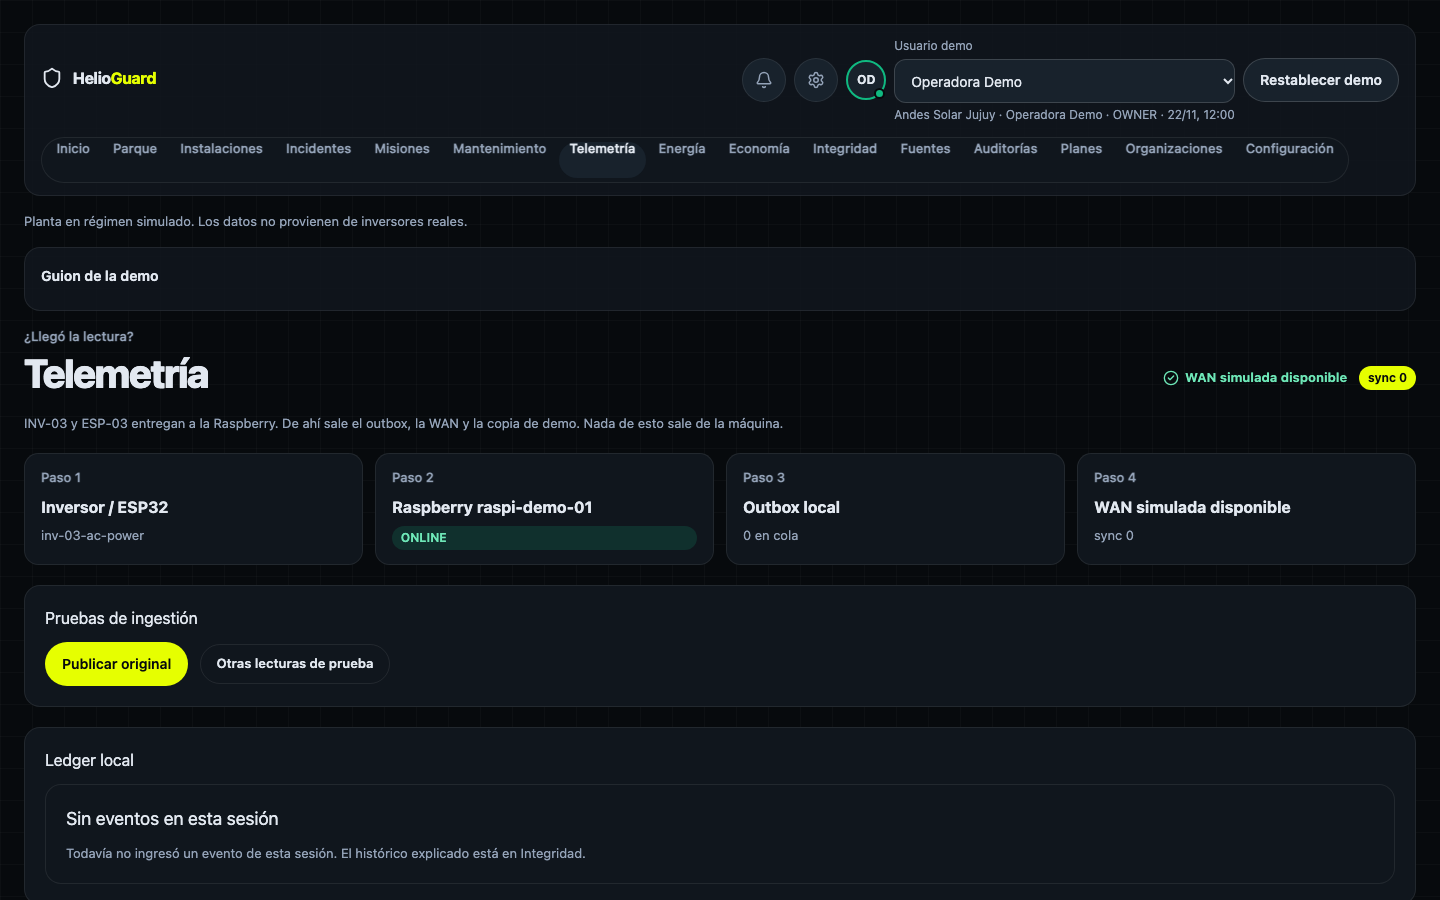 HelioGuard
OD
Usuario demo
Operadora Demo
Andes Solar Jujuy · Operadora Demo · OWNER · 22/11, 12:00
Restablecer demo
Inicio Parque Instalaciones Incidentes Misiones Mantenimiento Telemetría Energía Economía Integridad Fuentes Auditorías Planes Organizaciones Configuración
Planta en régimen simulado. Los datos no provienen de inversores reales.
Guion de la demo
¿Llegó la lectura?
Telemetría
WAN simulada disponible sync 0
INV-03 y ESP-03 entregan a la Raspberry. De ahí sale el outbox, la WAN y la copia de demo. Nada de esto sale de la máquina.
Paso 1
Inversor / ESP32
inv-03-ac-power
Paso 2
Raspberry raspi-demo-01
ONLINE
Paso 3
Outbox local
0 en cola
Paso 4
WAN simulada disponible
sync 0
Pruebas de ingestión
Publicar original Otras lecturas de prueba
Ledger local
Sin eventos en esta sesión
Todavía no ingresó un evento de esta sesión. El histórico explicado está en Integridad.